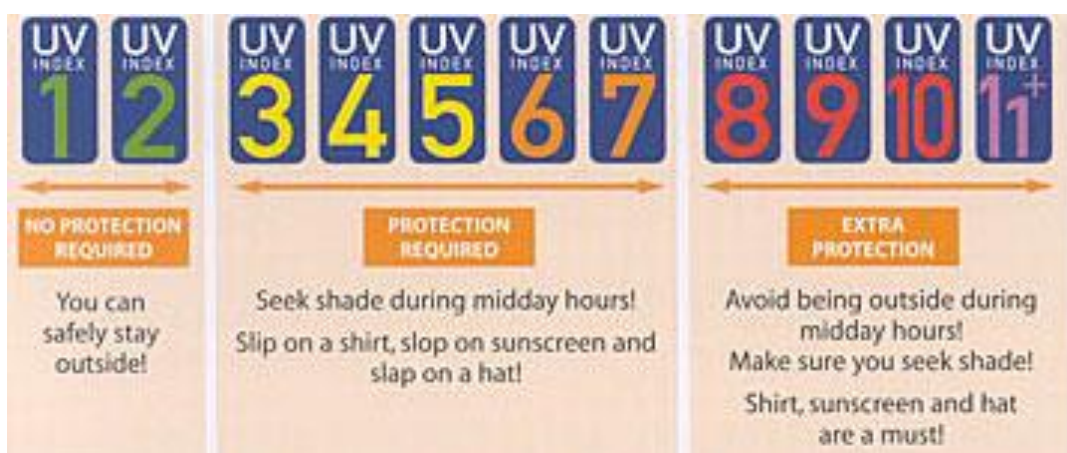 UV INDEX 1
UV INDEX 2
UV INDEX 3
UV INDEX 4
UV INDEX 5
UV INDEX 6
UV INDEX 7
UV INDEX 8
UV INDEX 9
UV INDEX 10
UV INDEX 11+
NO PROTECTION
REQUIRED
You can
safely stay
outside!
PROTECTION
REQUIRED
Seek shade during midday hours!
Slip on a shirt, slop on sunscreen and
slap on a hat!
EXTRA
PROTECTION
Avoid being outside during
midday hours!
Make sure you seek shade!
Shirt, sunscreen and hat
are a must!